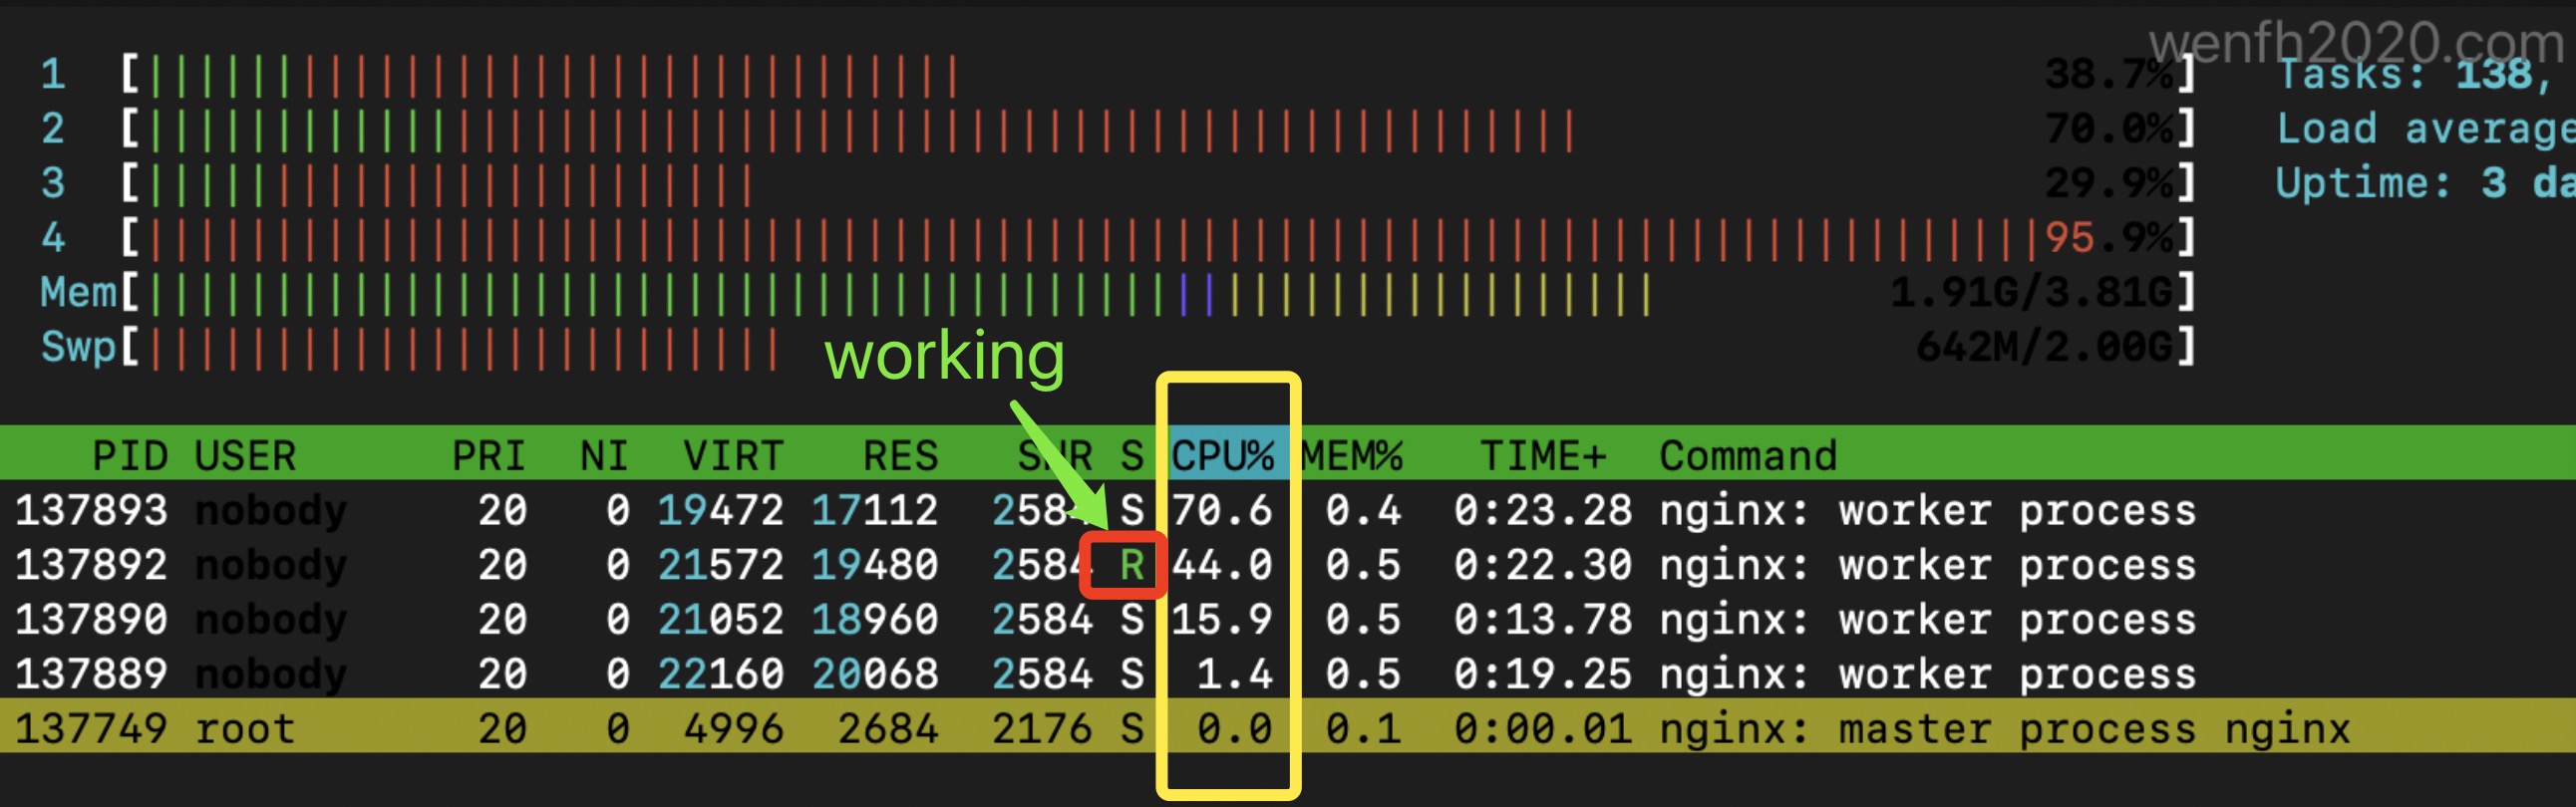 wenfh2020.com
1 [ 38.7%] Tasks: 138,
2 [ 70.0%] Load average
3 [ 29.9%] Uptime: 3 da
4 [ 95.9%]
Mem[ 1.91G/3.81G]
Swp[ 642M/2.00G]
working
PID USER PRI NI VIRT RES SHR S CPU% MEM% TIME+ Command
137893 nobody 20 0 19472 17112 2584 S 70.6 0.4 0:23.28 nginx: worker process
137892 nobody 20 0 21572 19480 2584 R 44.0 0.5 0:22.30 nginx: worker process
137890 nobody 20 0 21052 18960 2584 S 15.9 0.5 0:13.78 nginx: worker process
137889 nobody 20 0 22160 20068 2584 S 1.4 0.5 0:19.25 nginx: worker process
137749 root 20 0 4996 2684 2176 S 0.0 0.1 0:00.01 nginx: master process nginx